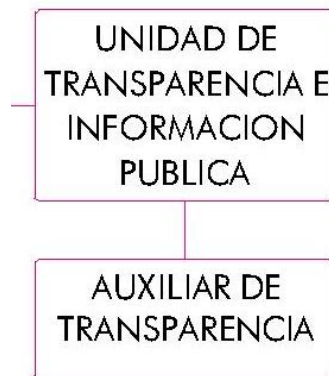 UNIDAD DE
TRANSPARENCIA E
INFORMACION
PUBLICA
AUXILIAR DE
TRANSPARENCIA